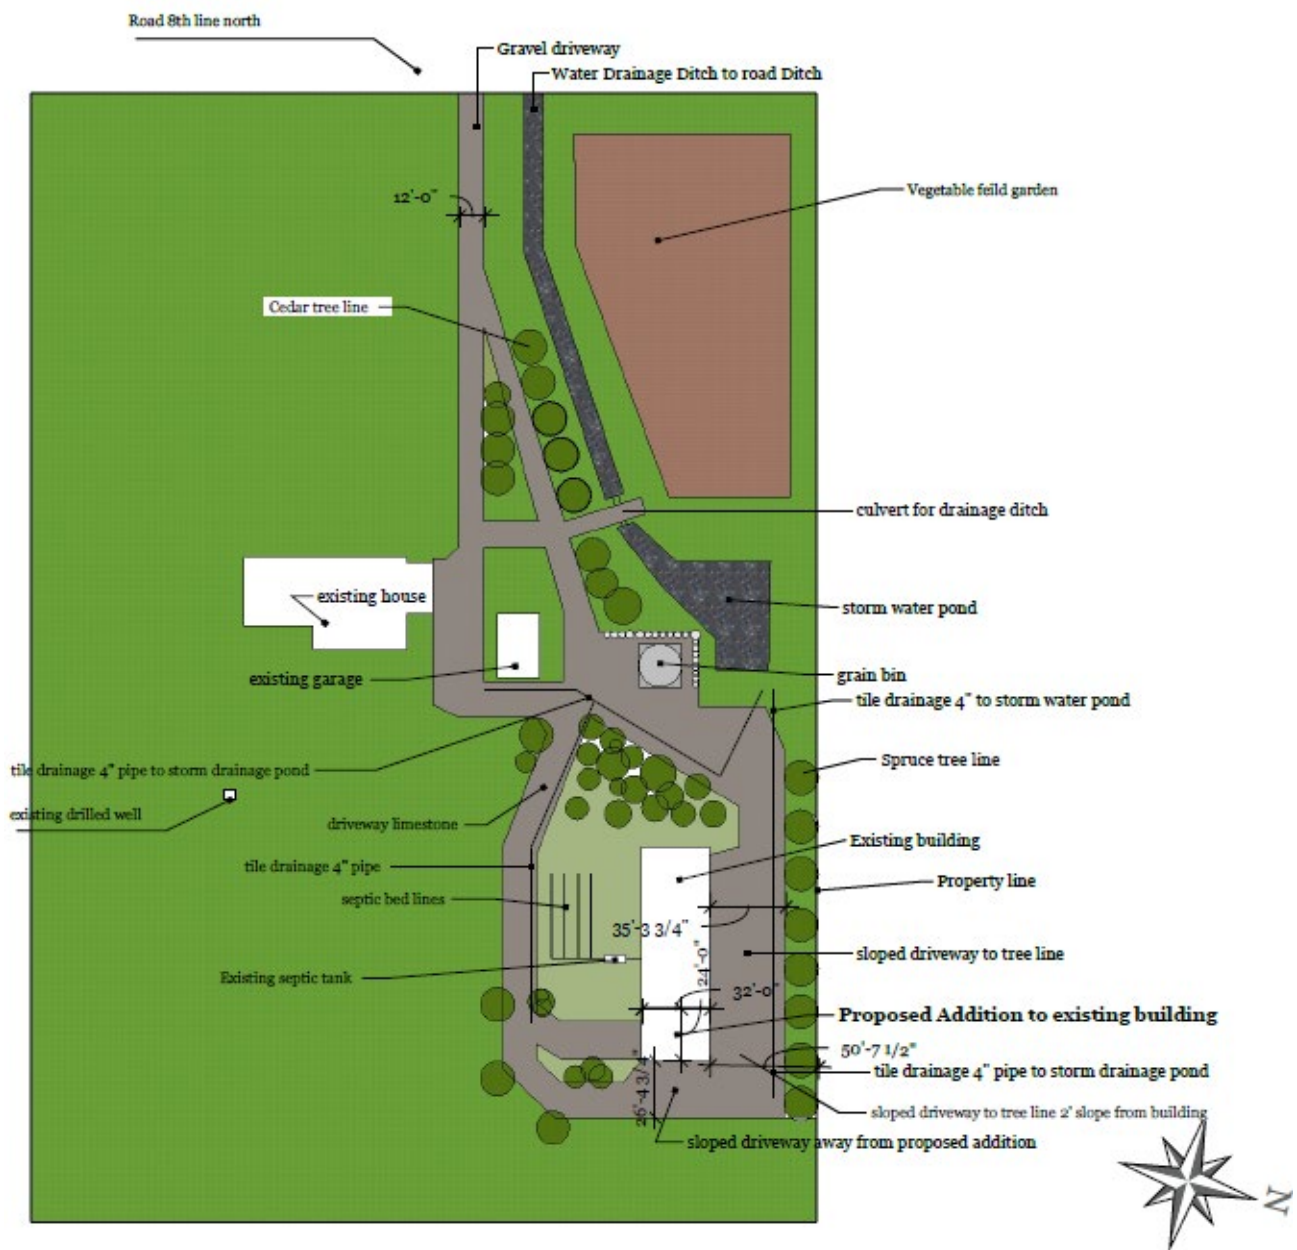 Road 8th line north
Gravel driveway
Water Drainage Ditch to road Ditch
12'-0"
Vegetable feild garden
Cedar tree line
culvert for drainage ditch
existing house
storm water pond
existing garage
grain bin
tile drainage 4" to storm water pond
Spruce tree line
tile drainage 4" pipe to storm drainage pond
existing drilled well
driveway limestone
Existing building
tile drainage 4" pipe
Property line
septic bed lines
35'-3 3/4"
sloped driveway to tree line
24'-0"
Existing septic tank
32'-0"
Proposed Addition to existing building
50'-7 1/2"
tile drainage 4" pipe to storm drainage pond
26'-4 3/4"
sloped driveway to tree line 2' slope from building
sloped driveway away from proposed addition
N